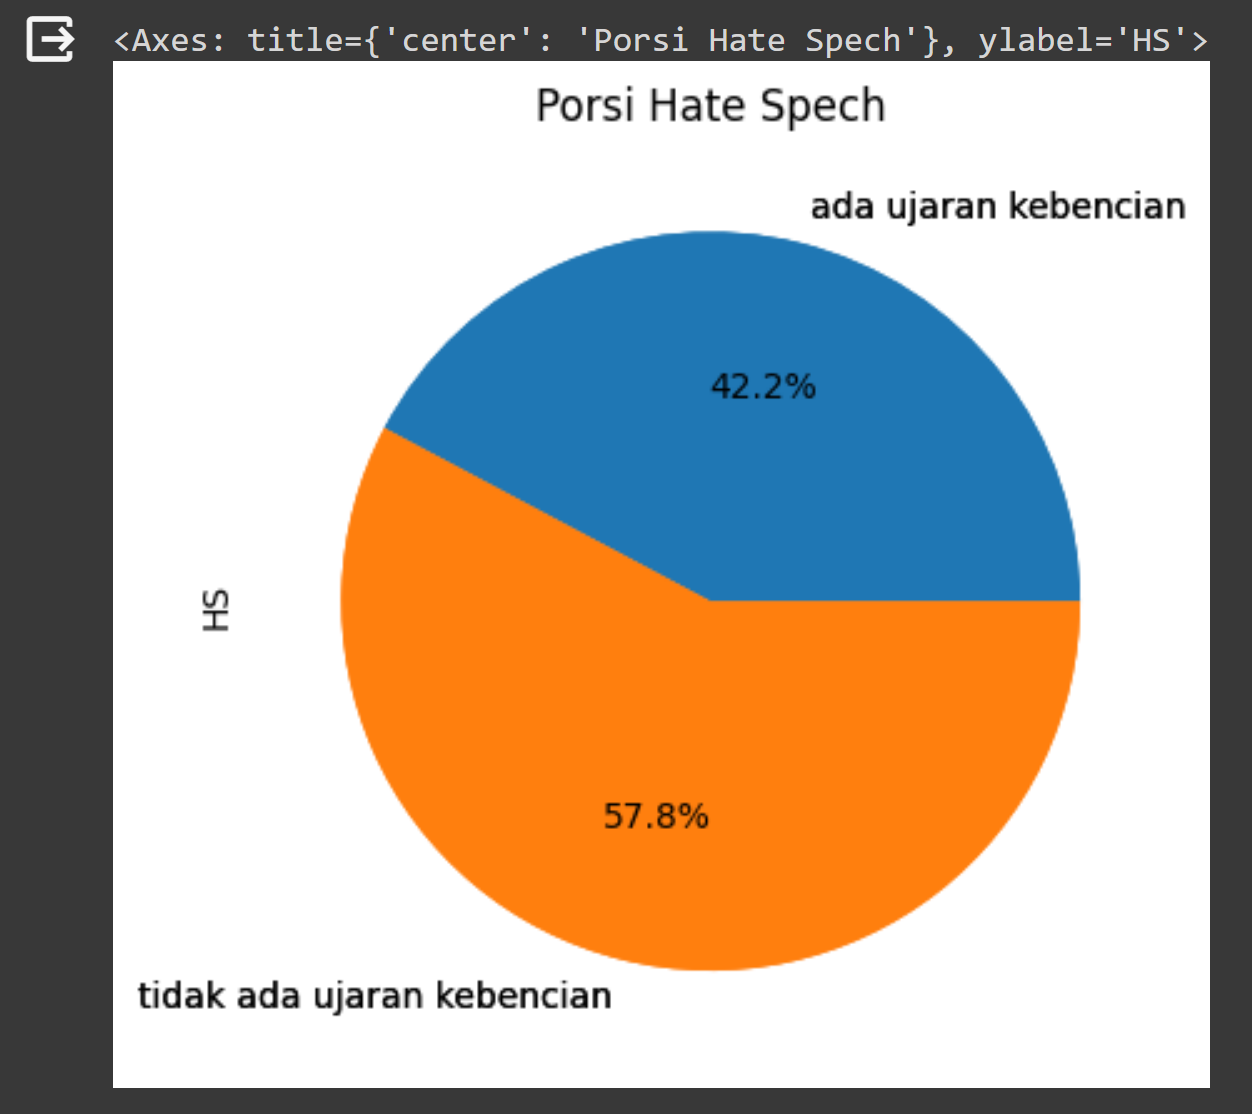 <Axes: title={'center': 'Porsi Hate Spech'}, ylabel='HS'>
Porsi Hate Spech
ada ujaran kebencian
42.2%
HS
57.8%
tidak ada ujaran kebencian